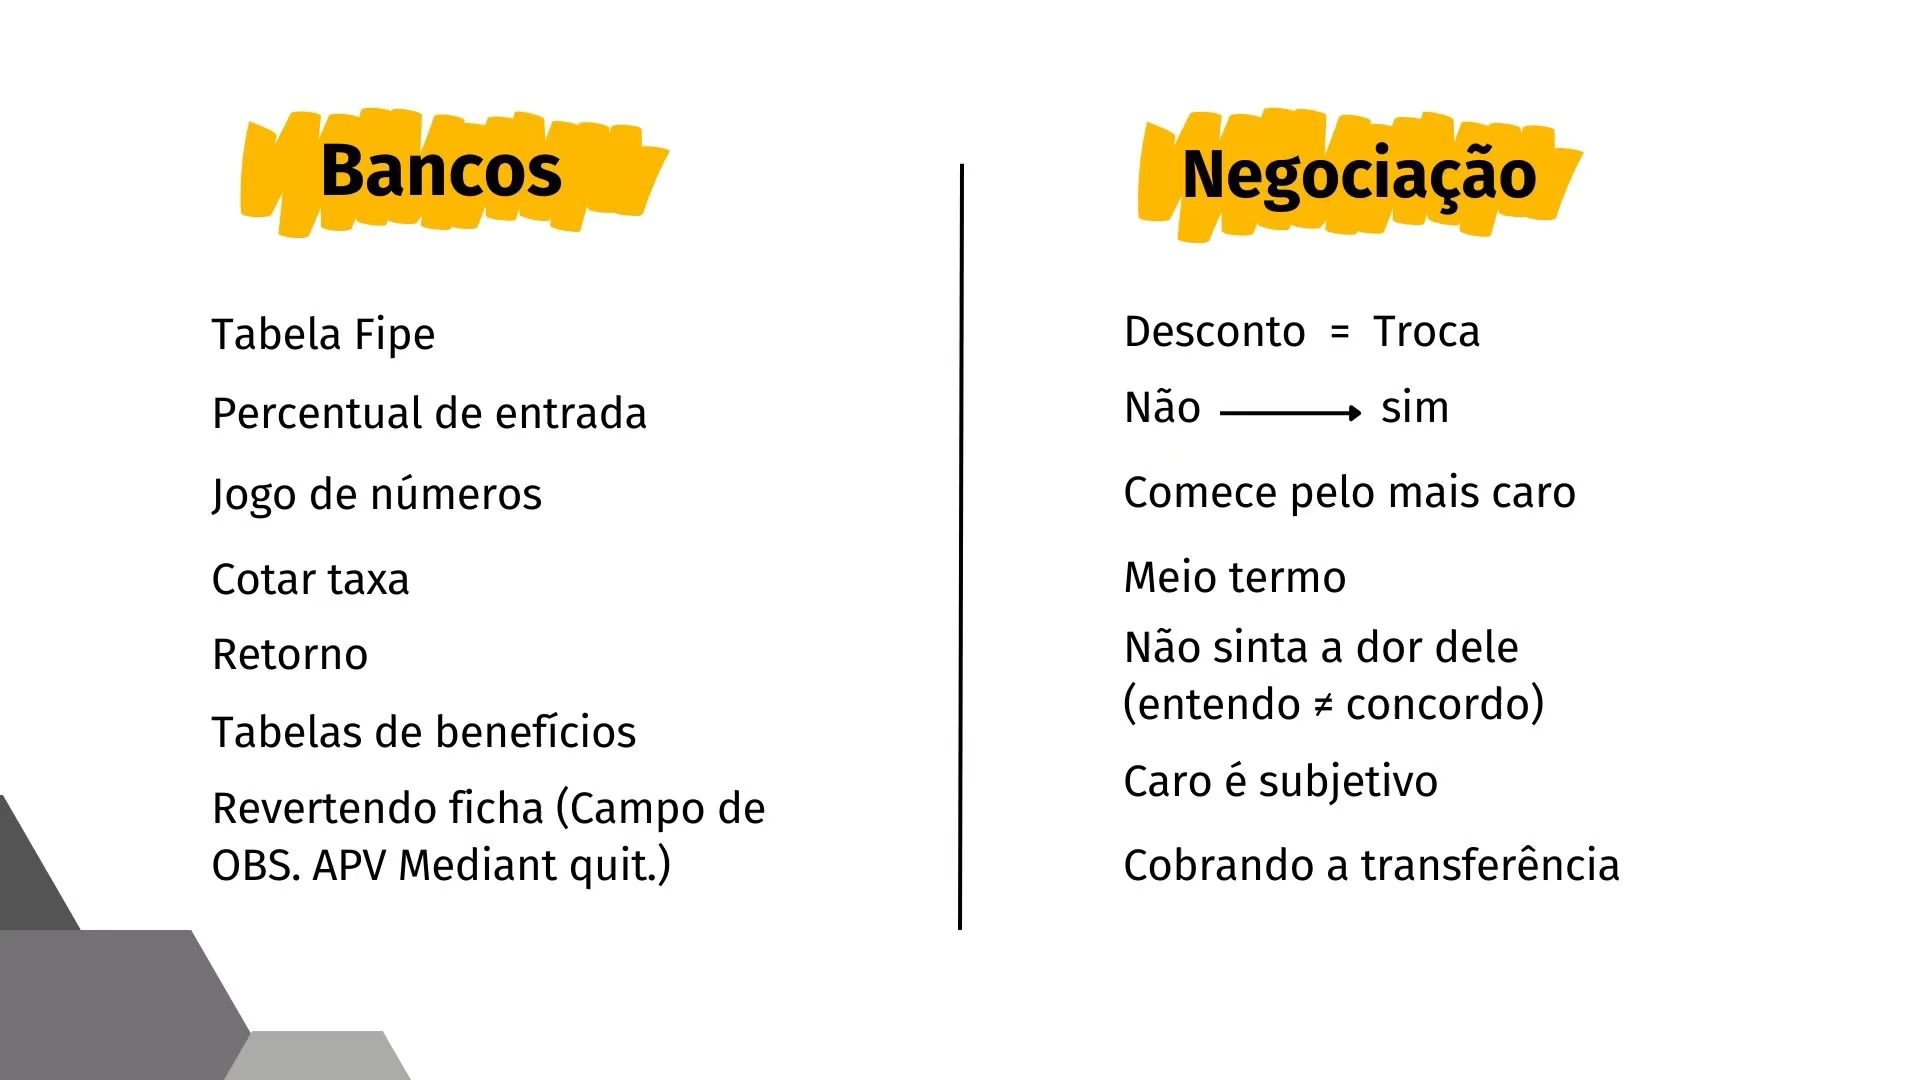 Bancos
Tabela Fipe
Percentual de entrada
Jogo de números
Cotar taxa
Retorno
Tabelas de benefícios
Revertendo ficha (Campo de
OBS. APV Mediant quit.)
Negociação
Desconto = Troca
Não → sim
Comece pelo mais caro
Meio termo
Não sinta a dor dele
(entendo ≠ concordo)
Caro é subjetivo
Cobrando a transferência